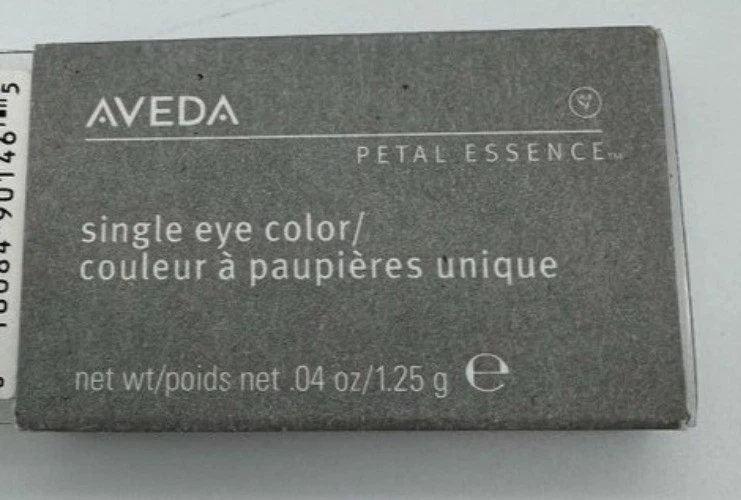 AVEDA
PETAL ESSENCE™
single eye color/
couleur à paupières unique
net wt/poids net .04 oz/1.25 g ℮